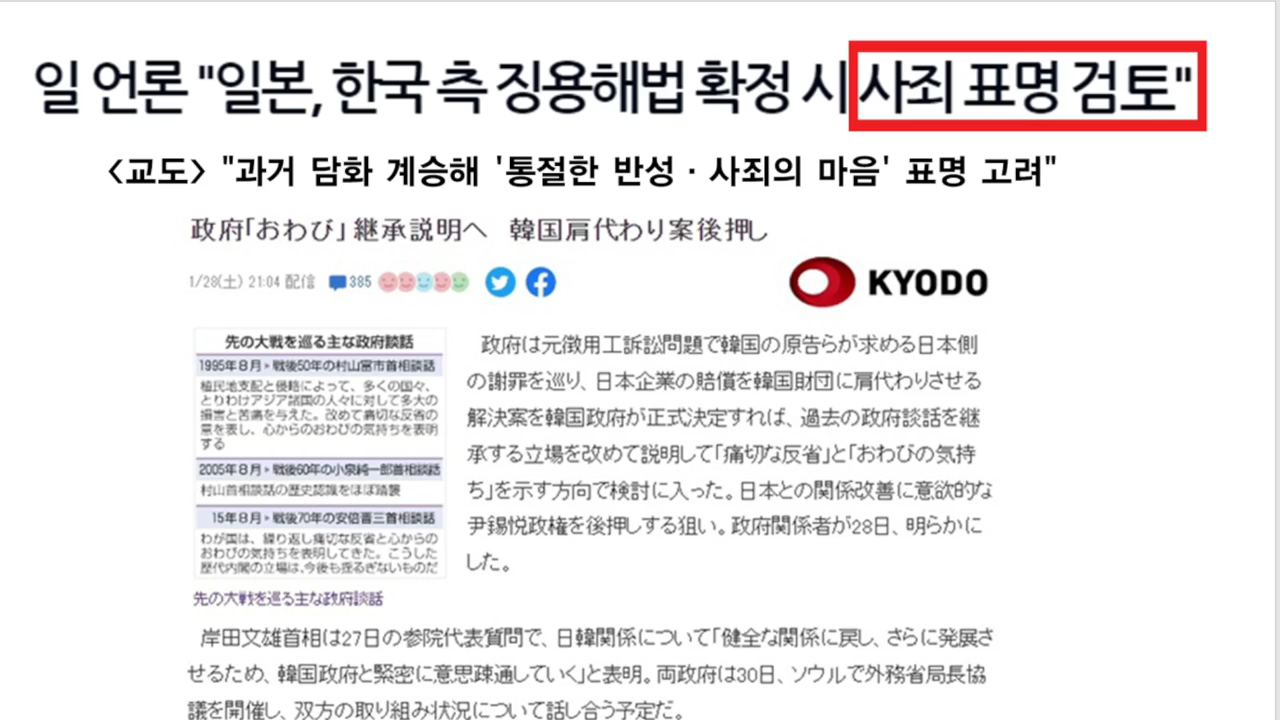 일 언론 "일본, 한국 측 징용해법 확정 시 사죄 표명 검토"
<교도> "과거 담화 계승해 '통절한 반성·사죄의 마음' 표명 고려"
政府「おわび」継承説明へ 韓国肩代わり案後押し
1/28(土) 21:04 配信 385
KYODO
先の大戦を巡る主な政府談話
1995年8月▸戦後50年の村山富市首相談話
植民地支配と侵略によって、多くの国々、
とりわけアジア諸国の人々に対して多大の
損害と苦痛を与えた。改めて痛切な反省の
意を表し、心からのおわびの気持ちを表明
する
2005年8月▸戦後60年の小泉純一郎首相談話
村山首相談話の歴史認識をほぼ踏襲
15年8月▸戦後70年の安倍晋三首相談話
わが国は、繰り返し痛切な反省と心からの
おわびの気持ちを表明してきた。こうした
歴代内閣の立場は、今後も揺るぎないものだ
先の大戦を巡る主な政府談話
政府は元徴用工訴訟問題で韓国の原告らが求める日本側
の謝罪を巡り、日本企業の賠償を韓国財団に肩代わりさせる
解決案を韓国政府が正式決定すれば、過去の政府談話を継
承する立場を改めて説明して「痛切な反省」と「おわびの気持
ち」を示す方向で検討に入った。日本との関係改善に意欲的な
尹錫悦政権を後押しする狙い。政府関係者が28日、明らかに
した。
岸田文雄首相は27日の参院代表質問で、日韓関係について「健全な関係に戻し、さらに発展さ
せるため、韓国政府と緊密に意思疎通していく」と表明。両政府は30日、ソウルで外務省局長協
議を開催し、双方の取り組み状況について話し合う予定だ。